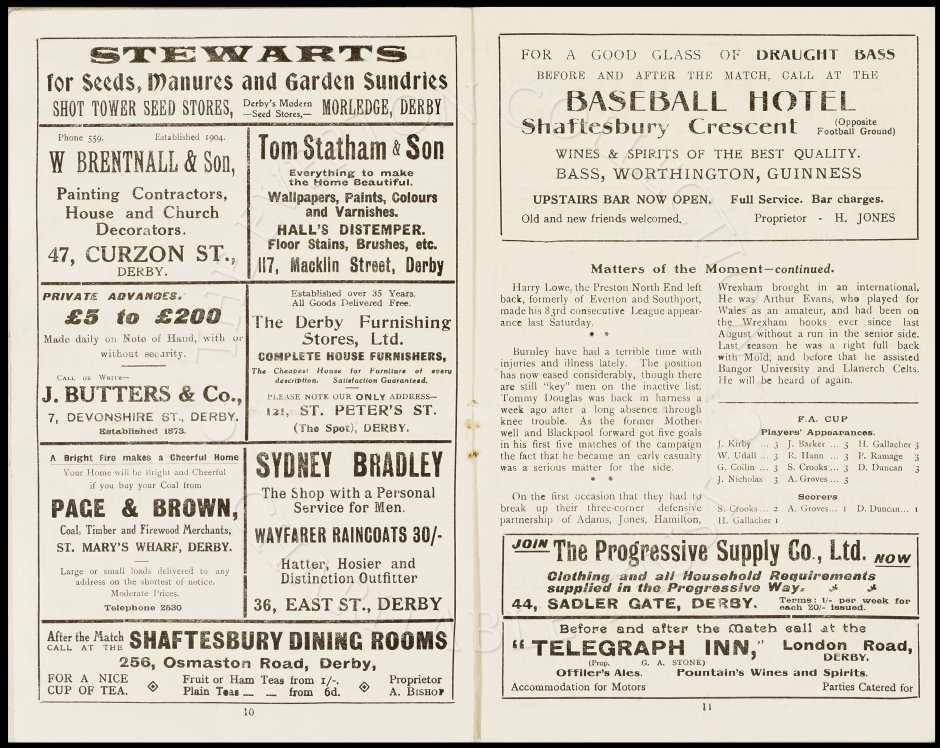 STEWARTS
for Seeds, Manures and Garden Sundries
SHOT TOWER SEED STORES, Derby's Modern —Seed Stores,— MORLEDGE, DERBY
Phone 559. Established 1904.
W BRENTNALL & Son,
Painting Contractors,
House and Church
Decorators.
47, CURZON ST.,
DERBY.
Tom Statham & Son
Everything to make
the Home Beautiful.
Wallpapers, Paints, Colours
and Varnishes.
HALL'S DISTEMPER.
Floor Stains, Brushes, etc.
117, Macklin Street, Derby
PRIVATE ADVANCES.
£5 to £200
Made daily on Note of Hand, with or
without security.
CALL OR WRITE—
J. BUTTERS & Co.,
7, DEVONSHIRE ST., DERBY.
Established 1873.
Established over 35 Years.
All Goods Delivered Free.
The Derby Furnishing
Stores, Ltd.
COMPLETE HOUSE FURNISHERS,
The Cheapest House for Furniture of every
description. Satisfaction Guaranteed.
PLEASE NOTE OUR ONLY ADDRESS—
121, ST. PETER'S ST.
(The Spot), DERBY.
A Bright Fire makes a Cheerful Home
Your Home will be Bright and Cheerful
if you buy your Coal from
PAGE & BROWN,
Coal, Timber and Firewood Merchants,
ST. MARY'S WHARF, DERBY.
Large or small loads delivered to any
address on the shortest of notice.
Moderate Prices.
Telephone 2530
SYDNEY BRADLEY
The Shop with a Personal
Service for Men.
WAYFARER RAINCOATS 30/-
Hatter, Hosier and
Distinction Outfitter
36, EAST ST., DERBY
After the Match
CALL AT THE SHAFTESBURY DINING ROOMS
256, Osmaston Road, Derby,
FOR A NICE CUP OF TEA.
Fruit or Ham Teas from 1/-.
Plain Teas — — from 6d.
Proprietor
A. BISHOP
10
FOR A GOOD GLASS OF DRAUGHT BASS
BEFORE AND AFTER THE MATCH, CALL AT THE
BASEBALL HOTEL
Shaftesbury Crescent (Opposite Football Ground)
WINES & SPIRITS OF THE BEST QUALITY.
BASS, WORTHINGTON, GUINNESS
UPSTAIRS BAR NOW OPEN. Full Service. Bar charges.
Old and new friends welcomed. Proprietor - H. JONES
Matters of the Moment—continued.
Harry Lowe, the Preston North End left
back, formerly of Everton and Southport,
made his 83rd consecutive League appear-
ance last Saturday.
* *
Burnley have had a terrible time with
injuries and illness lately. The position
has now eased considerably, though there
are still "key" men on the inactive list.
Tommy Douglas was back in harness a
week ago after a long absence through
knee trouble. As the former Mother-
well and Blackpool forward got five goals
in his first five matches of the campaign
the fact that he became an early casualty
was a serious matter for the side.
* *
On the first occasion that they had to
break up their three-corner defensive
partnership of Adams, Jones, Hamilton,
Wrexham brorght in an international,
He was Arthur Evans, who played for
Wales as an amateur, and had been on
the Wrexham books ever since last
August without a run in the senior side.
Last season he was a right full back
with Mold, and before that he assisted
Bangor University and Llanerch Celts.
He will be heard of again.
F.A. CUP
Players' Appearances.
J. Kirby ... 3 J. Barker ... 3 H. Gallacher 3
W. Udall ... 3 R. Hann ... 3 P. Ramage 3
G. Collin ... 3 S. Crooks ... 3 D. Duncan 3
J. Nicholas 3 A. Groves ... 3
Scorers
S. Crooks ... 2 A. Groves ... 1 D. Duncan... 1
H. Gallacher 1
JOIN The Progressive Supply Co., Ltd. NOW
Clothing and all Household Requirements
supplied in the Progressive Way.
44, SADLER GATE, DERBY. Terms: 1/- per week for each 20/- issued.
Before and after the Match call at the
"TELEGRAPH INN," London Road,
DERBY.
(Prop. G. A. STONE)
Offiler's Ales. Fountain's Wines and Spirits.
Accommodation for Motors Parties Catered for
11